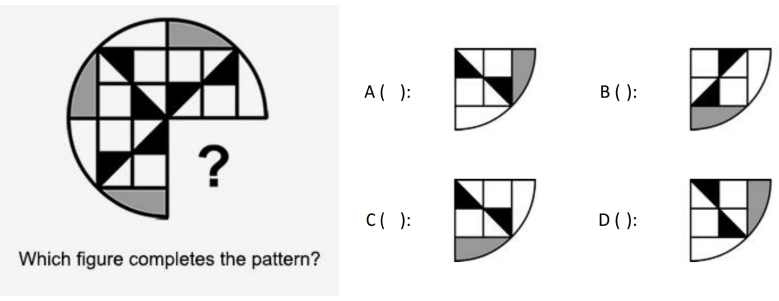 A ( ):
B ( ):
?
C ( ):
D ( ):
Which figure completes the pattern?